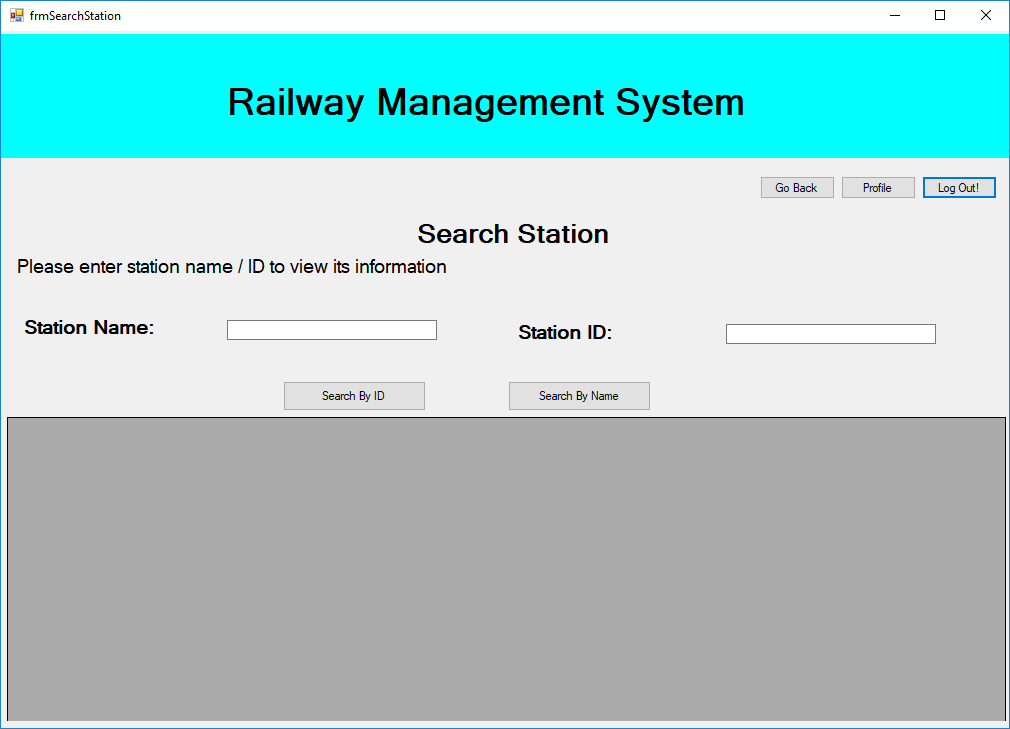 frmSearchStation
Railway Management System
Go Back Profile Log Out!
Search Station
Please enter station name / ID to view its information
Station Name: Station ID:
Search By ID Search By Name